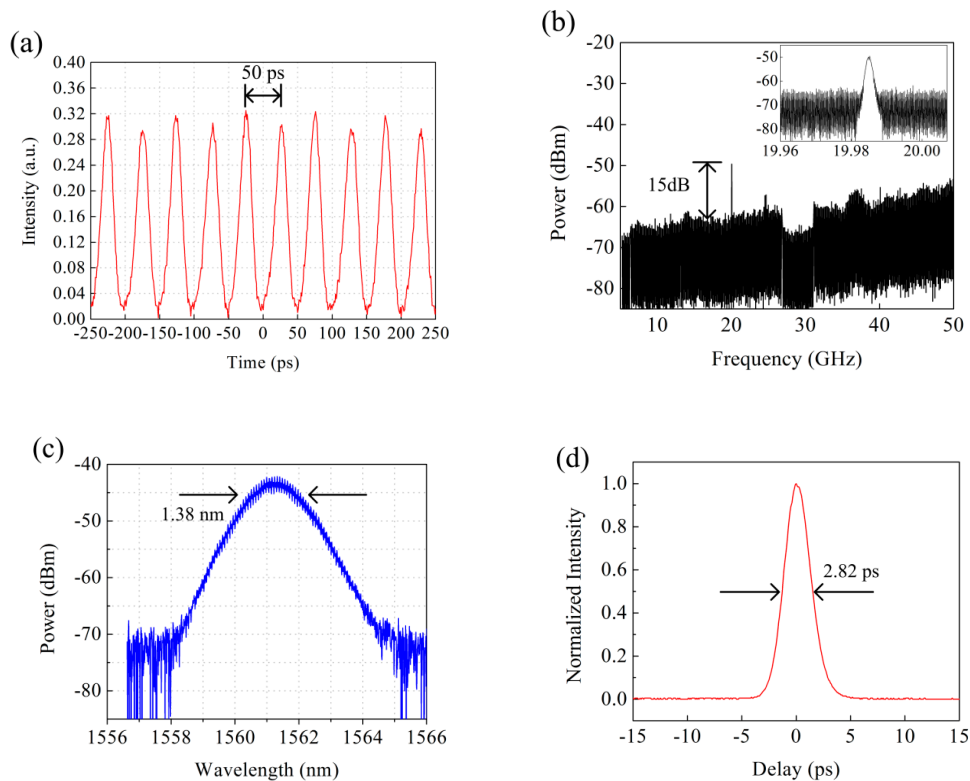 (a)
0.40
0.36
0.32
0.28
0.24
0.20
0.16
0.12
0.08
0.04
0.00
Intensity (a.u.)
50 ps
-250 -200 -150 -100 -50 0 50 100 150 200 250
Time (ps)
(b)
-20
-30
-40
-50
-60
-70
-80
Power (dBm)
15dB
-50
-60
-70
-80
19.96 19.98 20.00
10 20 30 40 50
Frequency (GHz)
(c)
-40
-50
-60
-70
-80
Power (dBm)
1.38 nm
1556 1558 1560 1562 1564 1566
Wavelength (nm)
(d)
1.0
0.8
0.6
0.4
0.2
0.0
Normalized Intensity
2.82 ps
-15 -10 -5 0 5 10 15
Delay (ps)